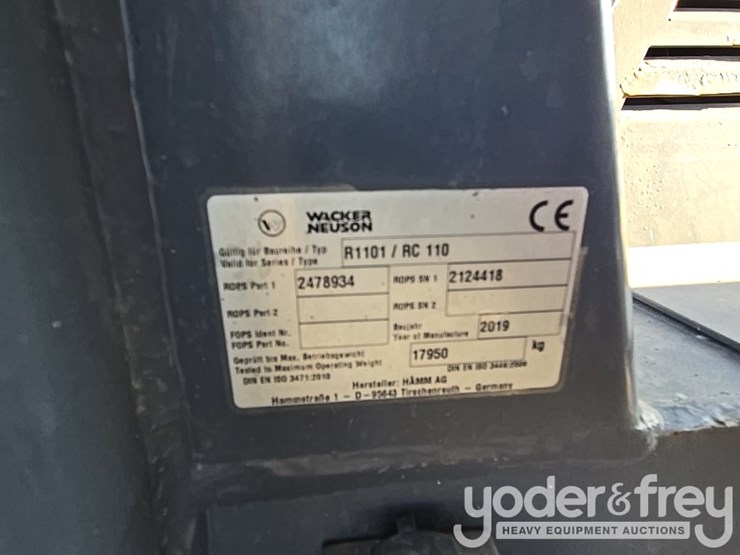 WACKER
NEUSON
CE
Gültig für Baureihe / Typ
Valid for Series / Type
R1101 / RC 110
ROPS Part 1
2478934
ROPS SN 1
2124418
ROPS Part 2
ROPS SN 2
FOPS Ident Nr.
FOPS Part No.
Baujahr
Year of Manufacture
2019
Geprüft bis Max. Betriebsgewicht
Tested to Maximum Operating Weight
17950
kg
DIN EN ISO 3471:2010
DIN EN ISO 3449:2008
Hersteller: HAMM AG
Hammstraße 1 - D-95643 Tirschenreuth - Germany
yoder&frey
HEAVY EQUIPMENT AUCTIONS